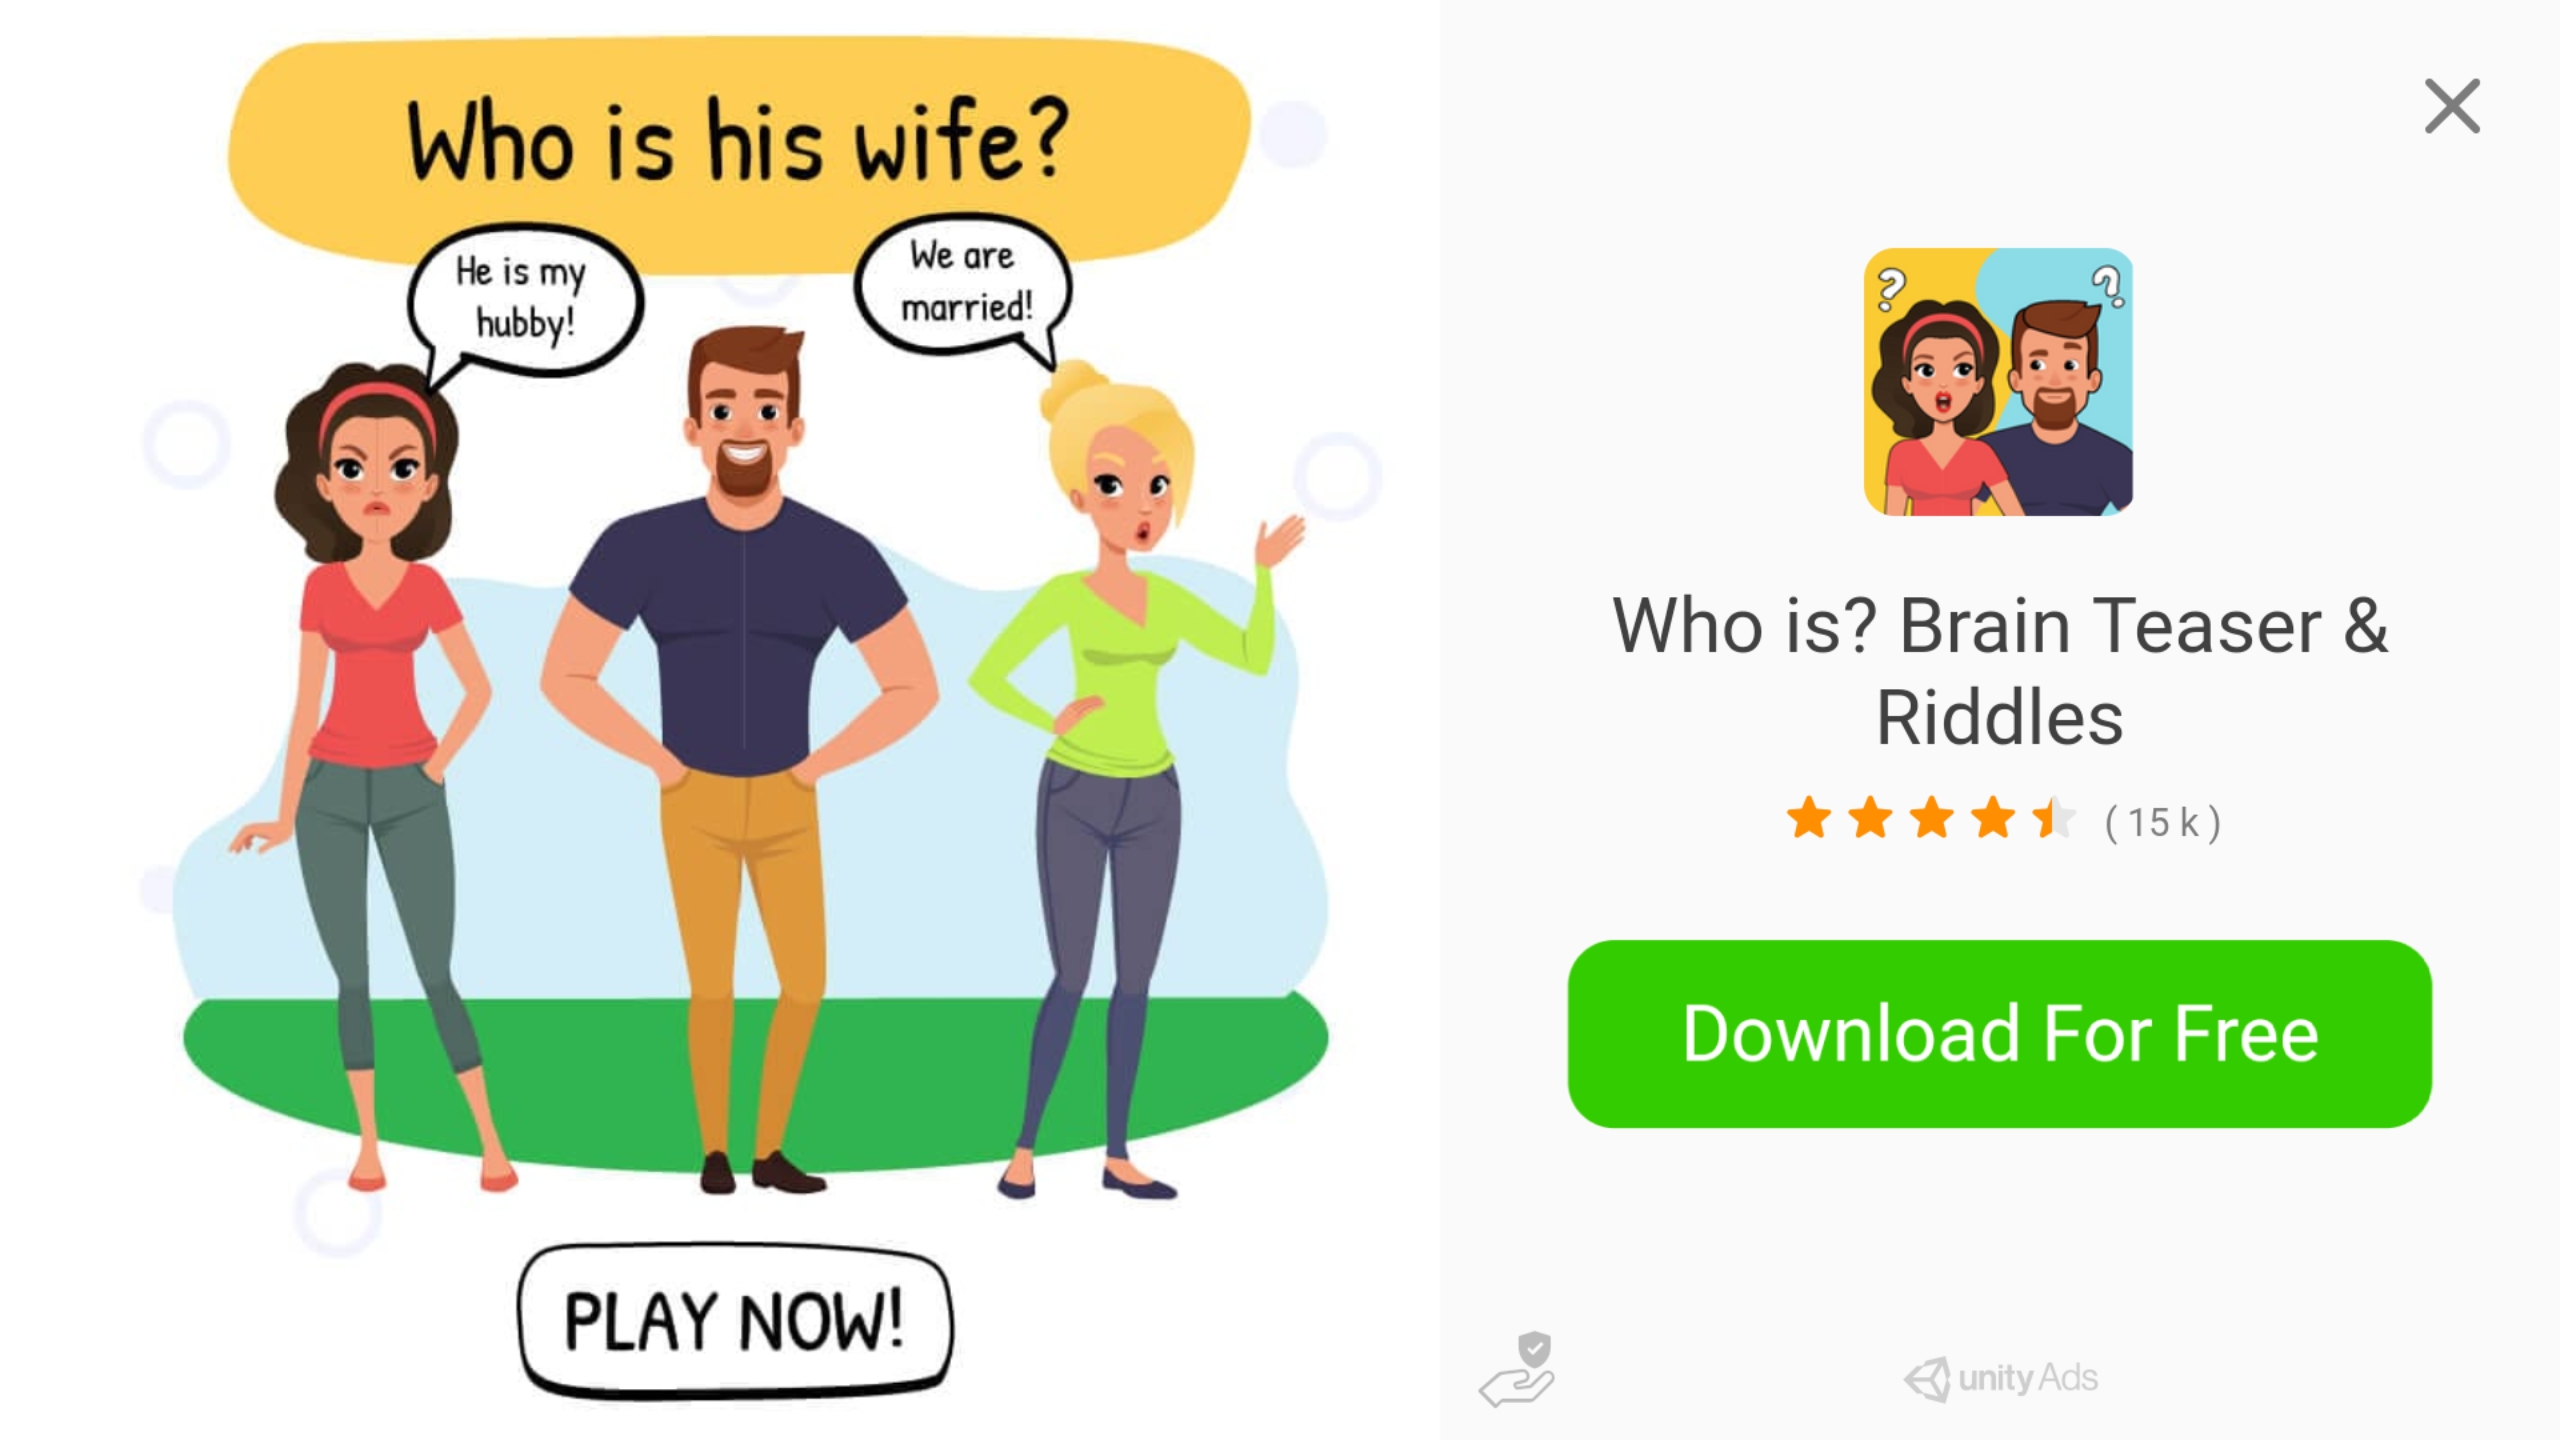 Who is his wife?
He is my
hubby!
We are
married!
PLAY NOW!
Who is? Brain Teaser &
Riddles
( 15 k )
Download For Free
unity Ads